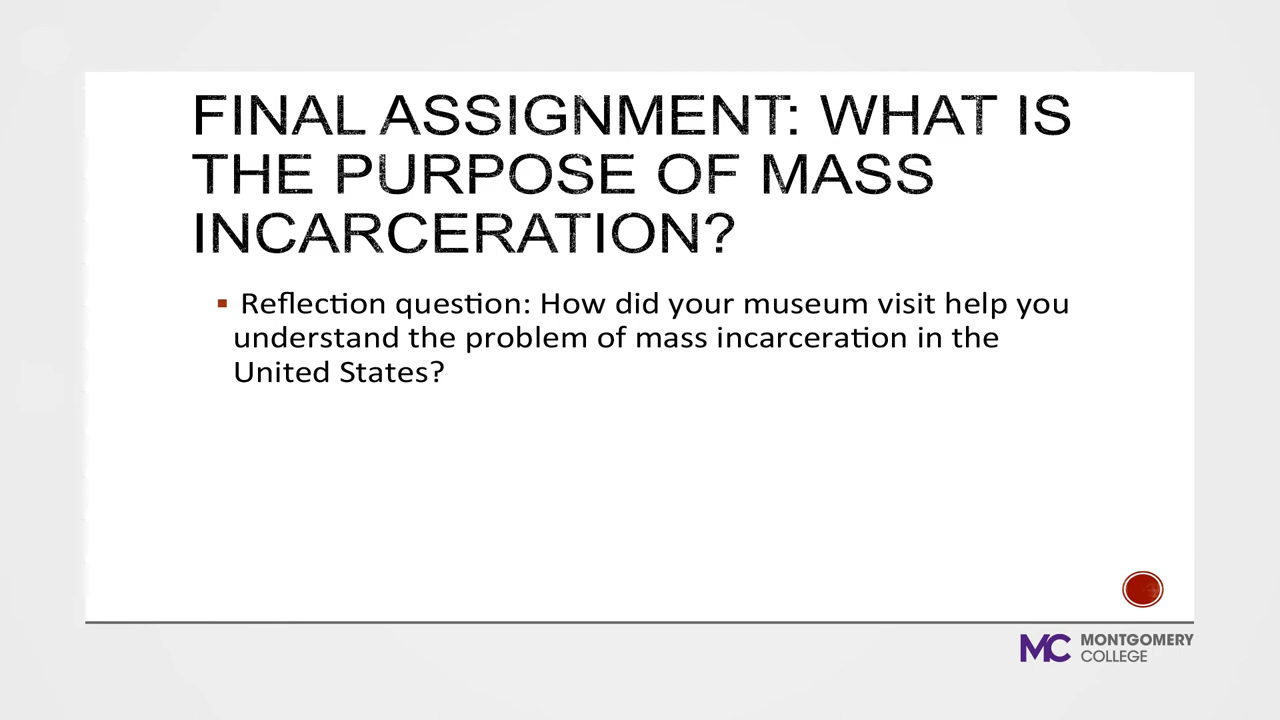 FINAL ASSIGNMENT: WHAT IS
THE PURPOSE OF MASS
INCARCERATION?
Reflection question: How did your museum visit help you
understand the problem of mass incarceration in the
United States?
MC MONTGOMERY
COLLEGE